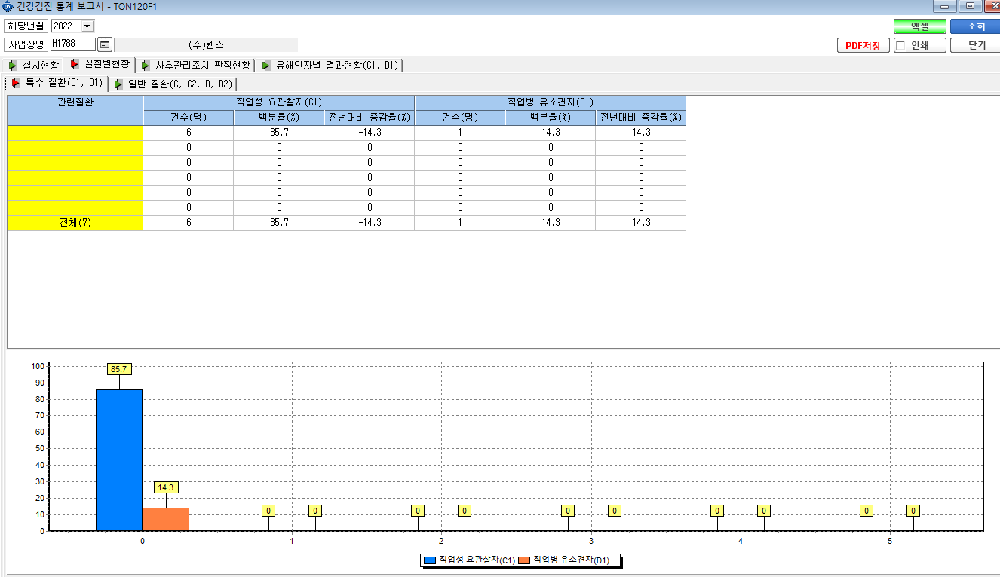 건강검진 통계 보고서 - TON120F1
해당년월 2022 엑셀 조회
사업장명 H1788 (주)웹스 PDF저장 인쇄 닫기
실시현황 질환별현황 사후관리조치 판정현황 유해인자별 결과현황(C1, D1)
특수 질환(C1, D1) 일반 질환(C, C2, D, D2)
관련질환 직업성 요관찰자(C1) 직업병 유소견자(D1)
건수(명) 백분율(%) 전년대비 증감율(%) 건수(명) 백분율(%) 전년대비 증감율(%)
6 85.7 -14.3 1 14.3 14.3
0 0 0 0 0 0
0 0 0 0 0 0
0 0 0 0 0 0
0 0 0 0 0 0
0 0 0 0 0 0
전체(7) 6 85.7 -14.3 1 14.3 14.3
100 85.7
90
80
70
60
50
40
30
14.3
20
0 0 0 0 0 0 0 0 0 0
10
0
0 1 2 3 4 5
직업성 요관찰자(C1) 직업병 유소견자(D1)